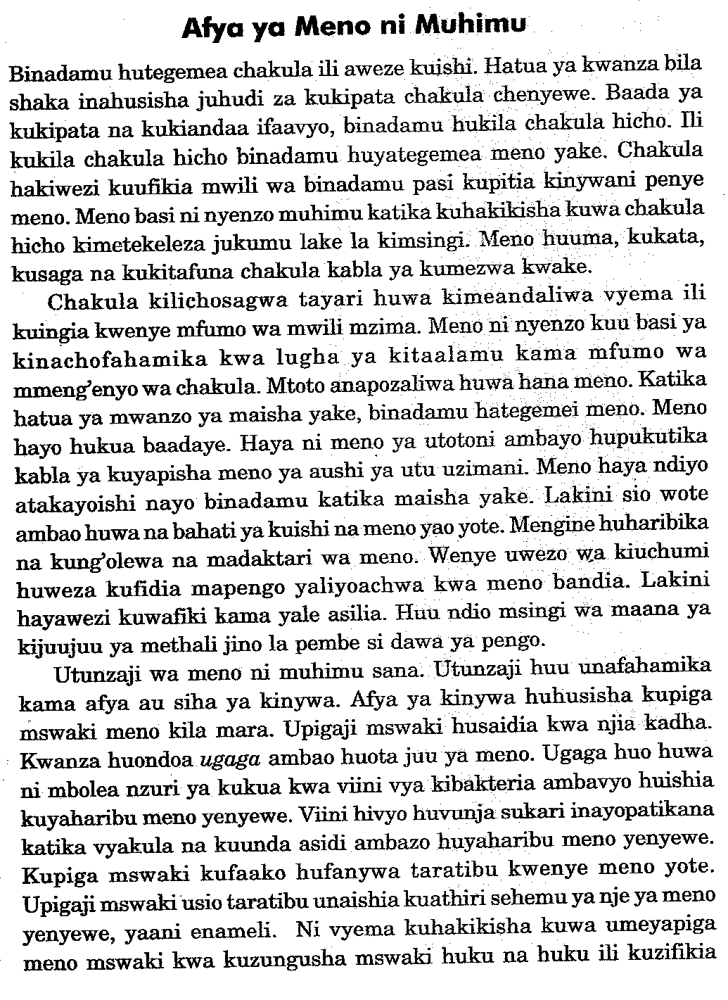 Afya ya Meno ni Muhimu
Binadamu hutegemea chakula ili aweze kuishi. Hatua ya kwanza bila
shaka inahusisha juhudi za kukipata chakula chenyewe. Baada ya
kukipata na kukiandaa ifaavyo, binadamu hukila chakula hicho. Ili
kukila chakula hicho binadamu huyategemea meno yake. Chakula
hakiwezi kuufikia mwili wa binadamu pasi kupitia kinywani penye
meno. Meno basi ni nyenzo muhimu katika kuhakikisha kuwa chakula
hicho kimetekeleza jukumu lake la kimsingi. Meno huuma, kukata,
kusaga na kukitafuna chakula kabla ya kumezwa kwake.
Chakula kilichosagwa tayari huwa kimeandaliwa vyema ili
kuingia kwenye mfumo wa mwili mzima. Meno ni nyenzo kuu basi ya
kinachofahamika kwa lugha ya kitaalamu kama mfumo wa
mmeng'enyo wa chakula. Mtoto anapozaliwa huwa hana meno. Katika
hatua ya mwanzo ya maisha yake, binadamu hategemei meno. Meno
hayo hukua baadaye. Haya ni meno ya utotoni ambayo hupukutika
kabla ya kuyapisha meno ya aushi ya utu uzimani. Meno haya ndiyo
atakayoishi nayo binadamu katika maisha yake. Lakini sio wote
ambao huwa na bahati ya kuishi na meno yao yote. Mengine huharibika
na kung'olewa na madaktari wa meno. Wenye uwezo wa kiuchumi
huweza kufidia mapengo yaliyoachwa kwa meno bandia. Lakini
hayawezi kuwafiki kama yale asilia. Huu ndio msingi wa maana ya
kijuujuu ya methali jino la pembe si dawa ya pengo.
Utunzaji wa meno ni muhimu sana. Utunzaji huu unafahamika
kama afya au siha ya kinywa. Afya ya kinywa huhusisha kupiga
mswaki meno kila mara. Upigaji mswaki husaidia kwa njia kadha.
Kwanza huondoa ugaga ambao huota juu ya meno. Ugaga huo huwa
ni mbolea nzuri ya kukua kwa viini vya kibakteria ambavyo huishia
kuyaharibu meno yenyewe. Viini hivyo huvunja sukari inayopatikana
katika vyakula na kuunda asidi ambazo huyaharibu meno yenyewe.
Kupiga mswaki kufaako hufanywa taratibu kwenye meno yote.
Upigaji mswaki usio taratibu unaishia kuathiri sehemu ya nje ya meno
yenyewe, yaani enameli. Ni vyema kuhakikisha kuwa umeyapiga
meno mswaki kwa kuzungusha mswaki huku na huku ili kuzifikia